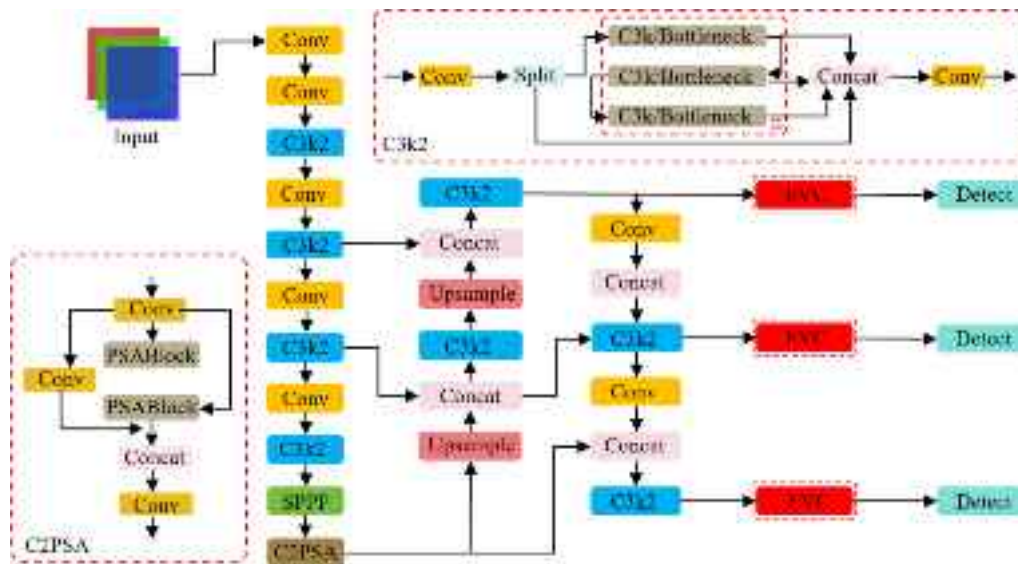 Input
Conv
Conv
C3k2
Conv
C3k2
Conv
C3k2
Conv
C3k2
SPPF
C2PSA
Conv
Split
C3k/Bottleneck
C3k/Bottleneck
C3k/Bottleneck
Concat
Conv
C3k2
C3k2
Concat
Upsample
C3k2
Concat
Upsample
Conv
Concat
C3k2
Conv
Concat
C3k2
Detect
Detect
Detect
Conv
PSABlock
Conv
PSABlock
Concat
Conv
C2PSA